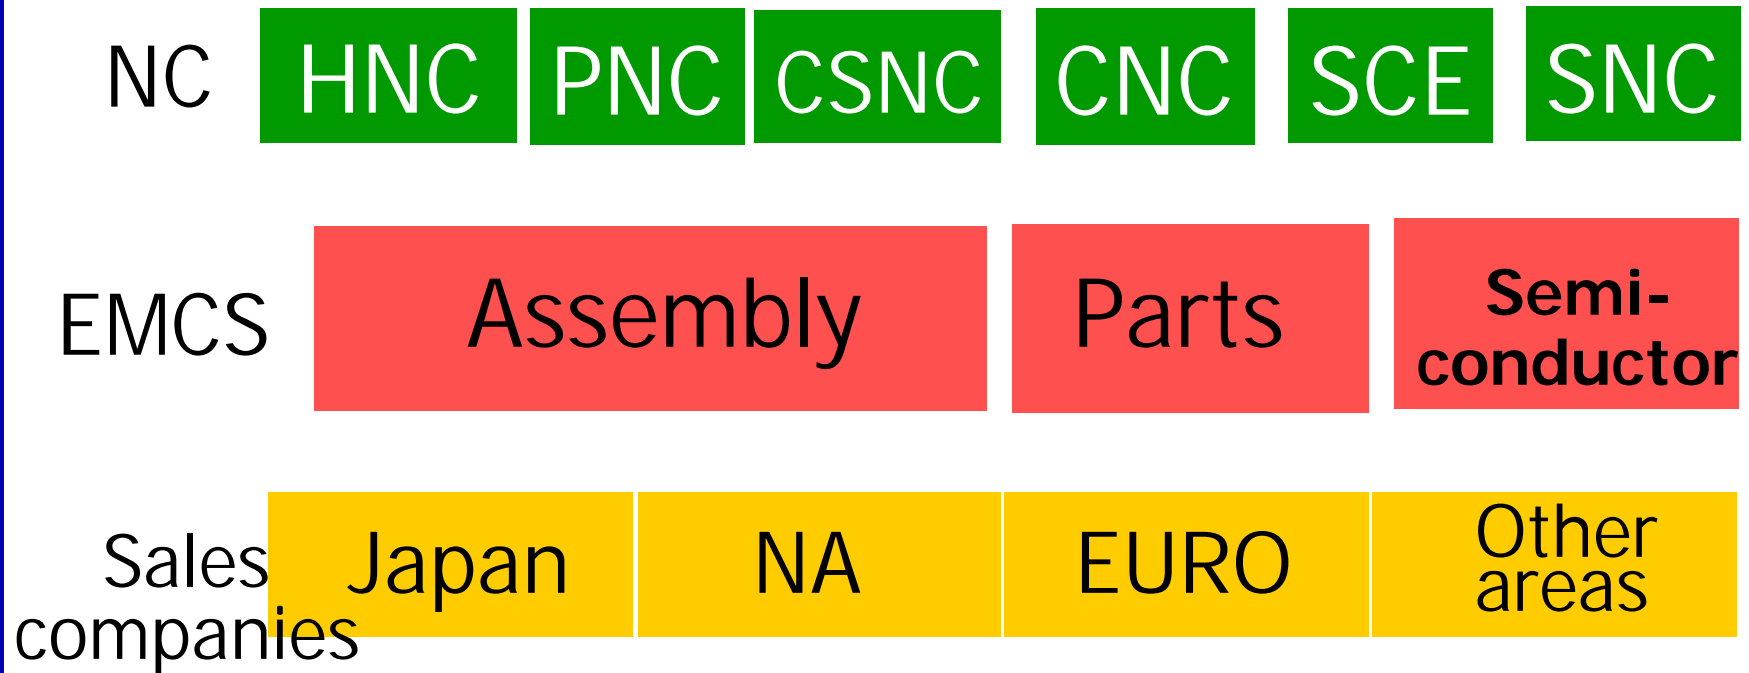 NC HNC PNC CSNC CNC SCE SNC
EMCS Assembly Parts Semi-
conductor
Sales Japan NA EURO Other
companies areas